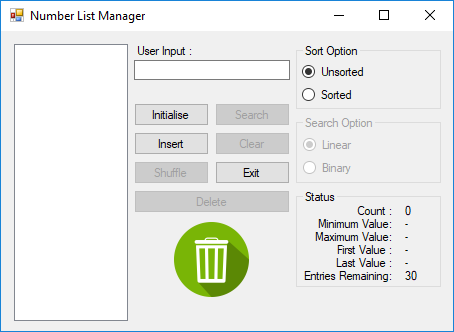 Number List Manager
User Input :
Initialise
Search
Insert
Clear
Shuffle
Exit
Delete
Sort Option
Unsorted
Sorted
Search Option
Linear
Binary
Status
Count : 0
Minimum Value: -
Maximum Value: -
First Value : -
Last Value : -
Entries Remaining: 30